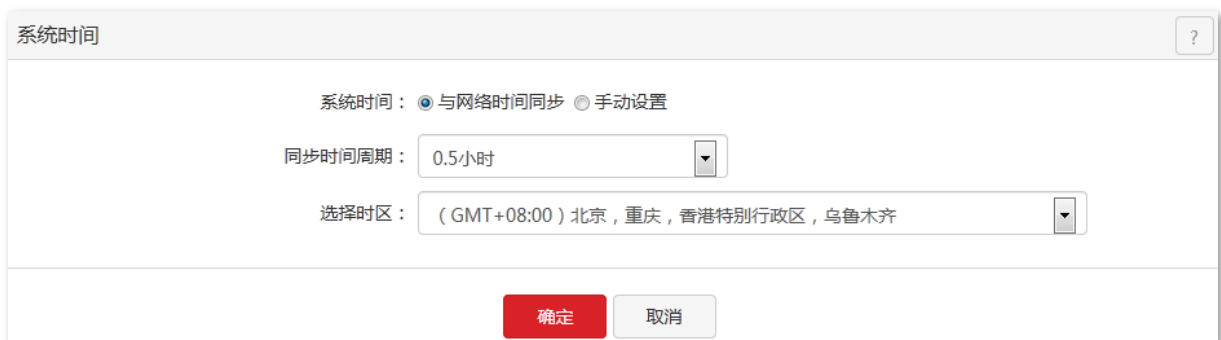 系统时间
?
系统时间： 与网络时间同步 手动设置
同步时间周期： 0.5小时
选择时区： （GMT+08:00）北京，重庆，香港特别行政区，乌鲁木齐
确定 取消